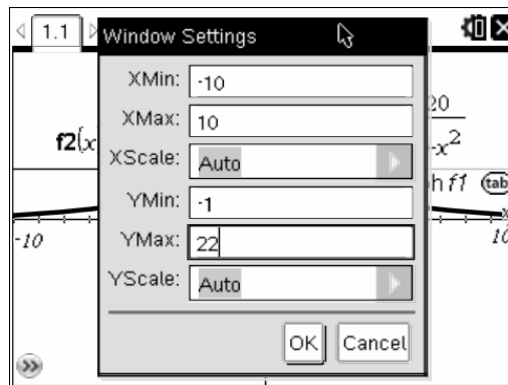 1.1
Window Settings
XMin: -10
XMax: 10
XScale: Auto
YMin: -1
YMax: 22
YScale: Auto
OK Cancel
f2(x
20
-x2
h f1 tab
x
-10
10